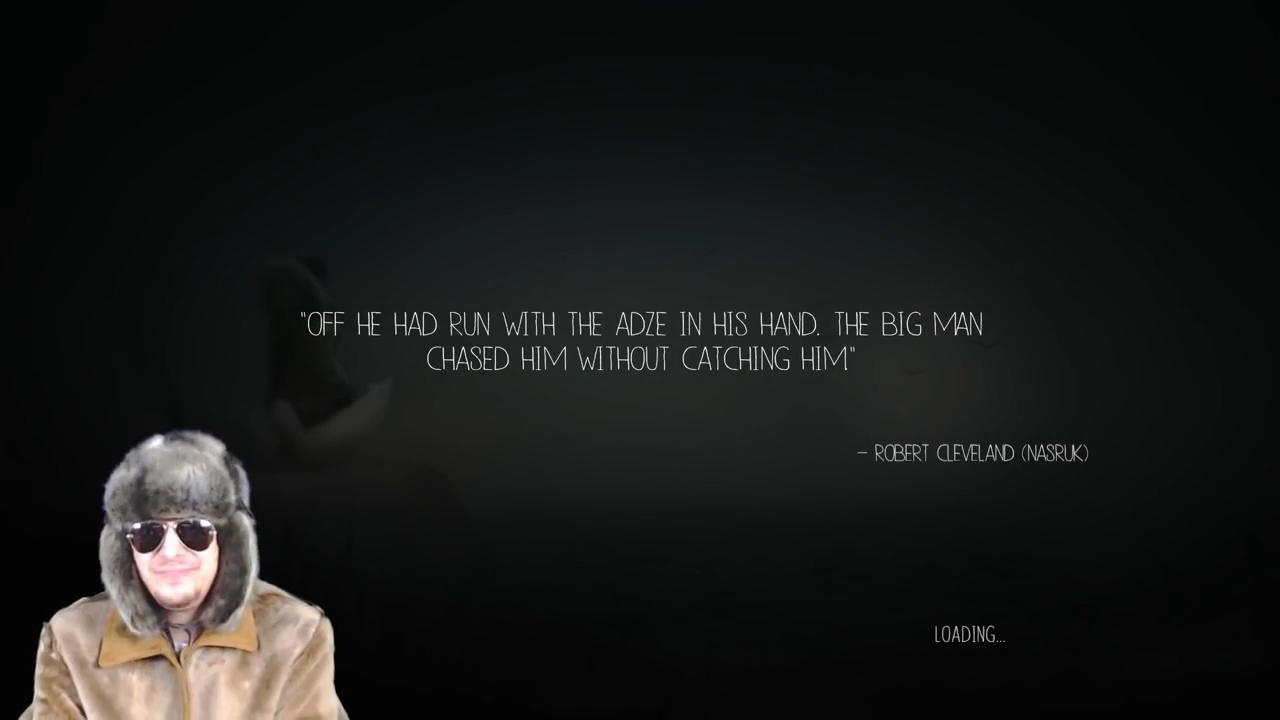 "OFF HE HAD RUN WITH THE ADZE IN HIS HAND. THE BIG MAN
CHASED HIM WITHOUT CATCHING HIM."
- ROBERT CLEVELAND (NASRUK)
LOADING...